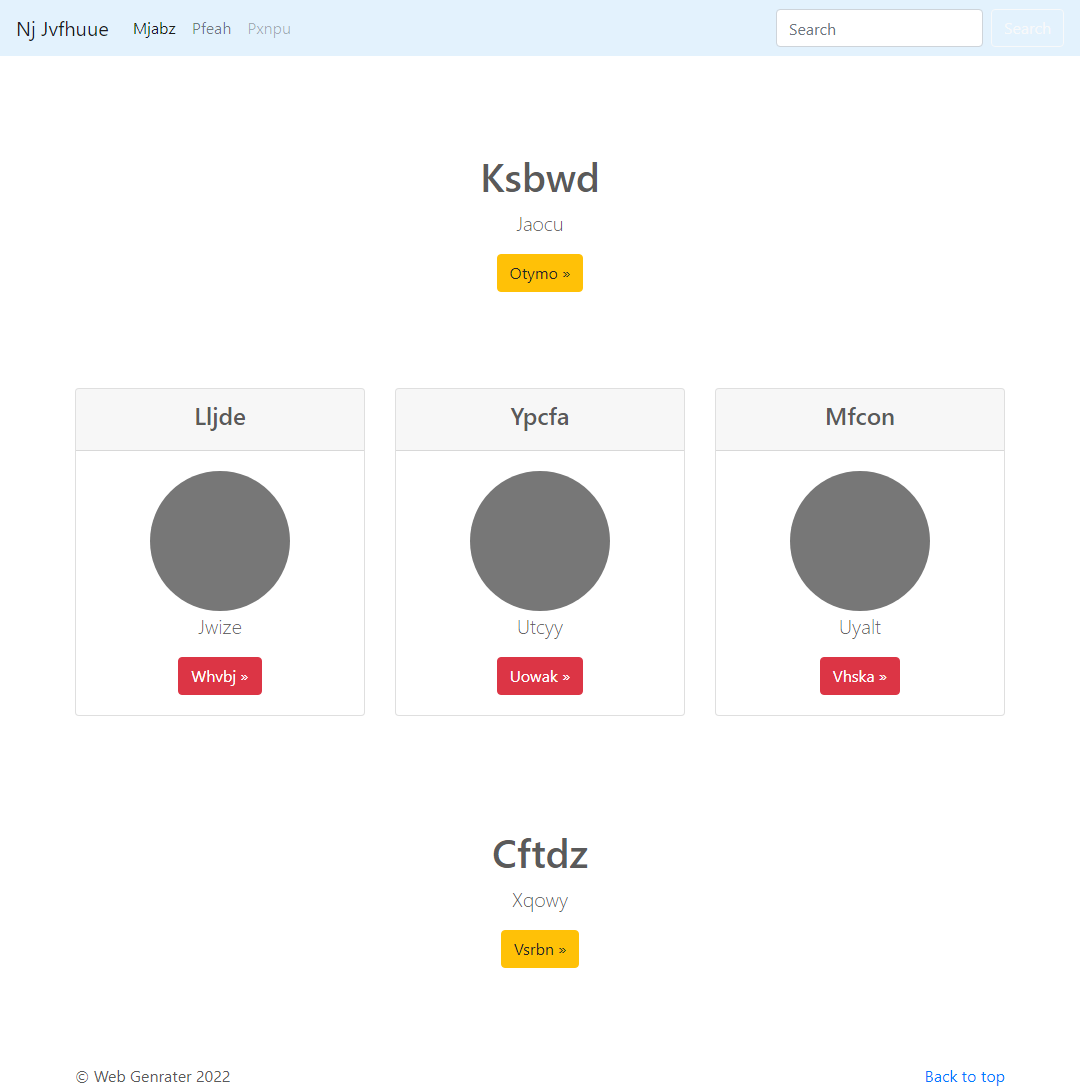 Nj Jvfhuue Mjabz Pfeah Pxnpu Search Search
Ksbwd
Jaocu
Otymo »
Lljde Ypcfa Mfcon
Jwize Utcyy Uyalt
Whvbj » Uowak » Vhska »
Cftdz
Xqowy
Vsrbn »
© Web Genrater 2022 Back to top